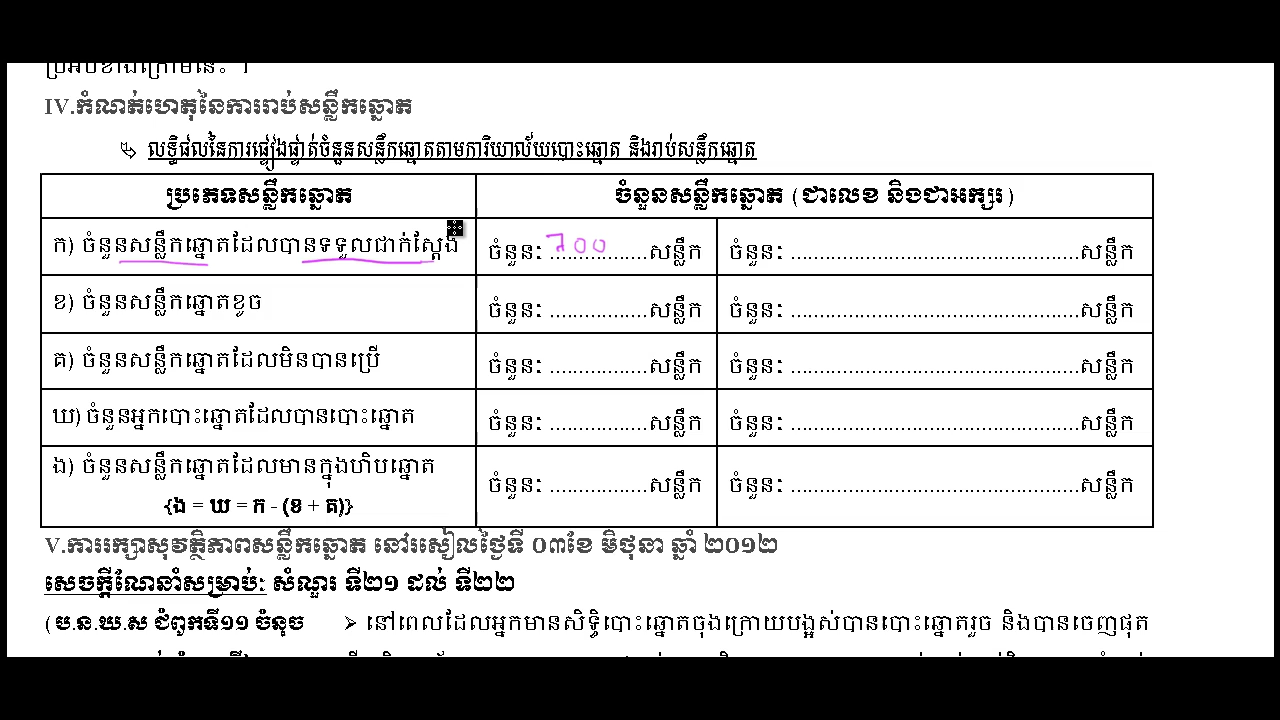 IV.កំណត់ហេតុនៃការរាប់សន្លឹកឆ្នោត
លទ្ធិផលនៃការផ្ទៀងផ្ទាត់ចំនួនសន្លឹកឆ្នោតតាមការិយាល័យបោះឆ្នោត និងរាប់សន្លឹកឆ្នោត
ប្រភេទសន្លឹកឆ្នោត ចំនួនសន្លឹកឆ្នោត (ជាលេខ និងជាអក្សរ)
ក) ចំនួនសន្លឹកឆ្នោតដែលបានទទួលជាក់ស្តែង ចំនួនៈ 700 សន្លឹក ចំនួនៈ ..................................................សន្លឹក
ខ) ចំនួនសន្លឹកឆ្នោតខូច ចំនួនៈ .................សន្លឹក ចំនួនៈ ..................................................សន្លឹក
គ) ចំនួនសន្លឹកឆ្នោតដែលមិនបានប្រើ ចំនួនៈ .................សន្លឹក ចំនួនៈ ..................................................សន្លឹក
ឃ) ចំនួនអ្នកបោះឆ្នោតដែលបានបោះឆ្នោត ចំនួនៈ .................សន្លឹក ចំនួនៈ ..................................................សន្លឹក
ង) ចំនួនសន្លឹកឆ្នោតដែលមានក្នុងហិបឆ្នោត ចំនួនៈ .................សន្លឹក ចំនួនៈ ..................................................សន្លឹក
{ង = ឃ = ក - (ខ + គ)}
V.ការរក្សាសុវត្ថិភាពសន្លឹកឆ្នោត នៅរសៀលថ្ងៃទី ០៣ខែ មិថុនា ឆ្នាំ ២០១២
សេចក្តីណែនាំសម្រាប់ៈ សំណួរ ទី២១ ដល់ ទី២២
(ប.ន.ឃ.ស ជំពូកទី១១ ចំនុច ➢ នៅពេលដែលអ្នកមានសិទ្ធិបោះឆ្នោតចុងក្រោយបង្អស់បានបោះឆ្នោតរួច និងបានចេញផុត